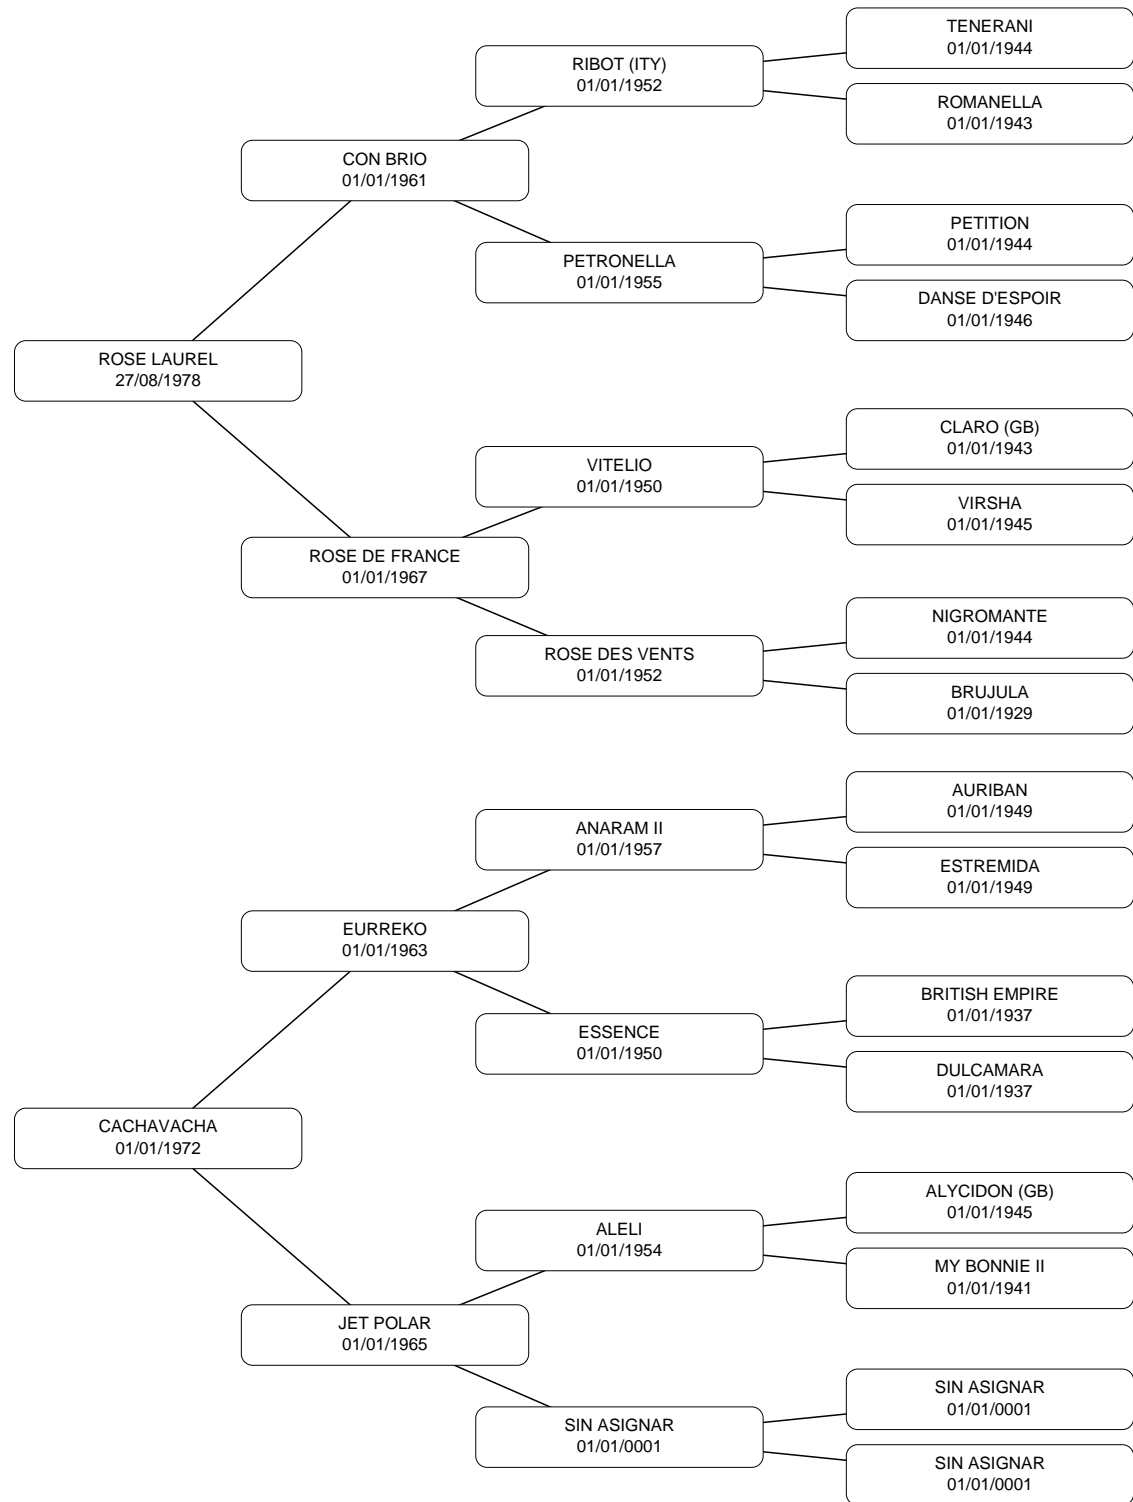 TENERANI
01/01/1944
RIBOT (ITY)
01/01/1952
ROMANELLA
01/01/1943
CON BRIO
01/01/1961
PETITION
01/01/1944
PETRONELLA
01/01/1955
DANSE D'ESPOIR
01/01/1946
ROSE LAUREL
27/08/1978
CLARO (GB)
01/01/1943
VITELIO
01/01/1950
VIRSHA
01/01/1945
ROSE DE FRANCE
01/01/1967
NIGROMANTE
01/01/1944
ROSE DES VENTS
01/01/1952
BRUJULA
01/01/1929
AURIBAN
01/01/1949
ANARAM II
01/01/1957
ESTREMIDA
01/01/1949
EURREKO
01/01/1963
BRITISH EMPIRE
01/01/1937
ESSENCE
01/01/1950
DULCAMARA
01/01/1937
CACHAVACHA
01/01/1972
ALYCIDON (GB)
01/01/1945
ALELI
01/01/1954
MY BONNIE II
01/01/1941
JET POLAR
01/01/1965
SIN ASIGNAR
01/01/0001
SIN ASIGNAR
01/01/0001
SIN ASIGNAR
01/01/0001